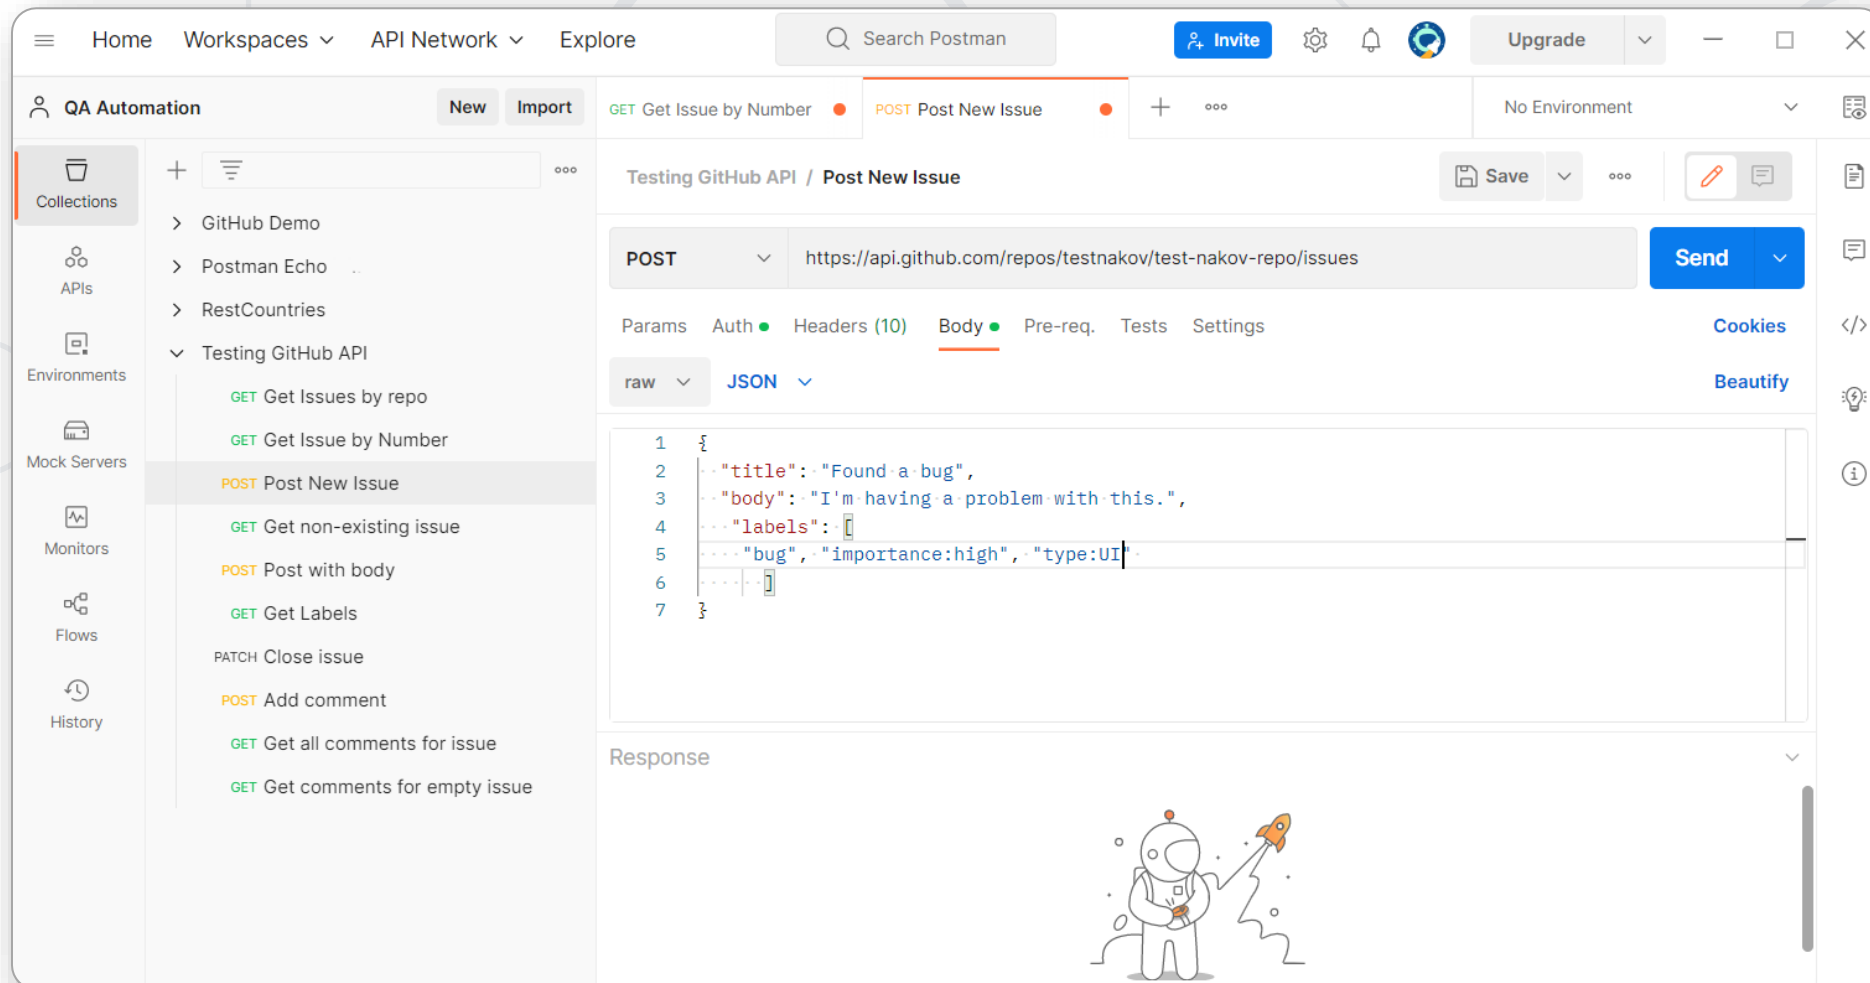 Home Workspaces API Network Explore Search Postman Invite Upgrade
QA Automation New Import
GET Get Issue by Number POST Post New Issue No Environment
Collections
APIs
Environments
Mock Servers
Monitors
Flows
History
GitHub Demo
Postman Echo
RestCountries
Testing GitHub API
GET Get Issues by repo
GET Get Issue by Number
POST Post New Issue
GET Get non-existing issue
POST Post with body
GET Get Labels
PATCH Close issue
POST Add comment
GET Get all comments for issue
GET Get comments for empty issue
Testing GitHub API / Post New Issue Save
POST https://api.github.com/repos/testnakov/test-nakov-repo/issues Send
Params Auth Headers (10) Body Pre-req. Tests Settings Cookies
raw JSON Beautify
1 {
2 "title": "Found a bug",
3 "body": "I'm having a problem with this.",
4 "labels": [
5 "bug", "importance:high", "type:UI"
6 ]
7 }
Response